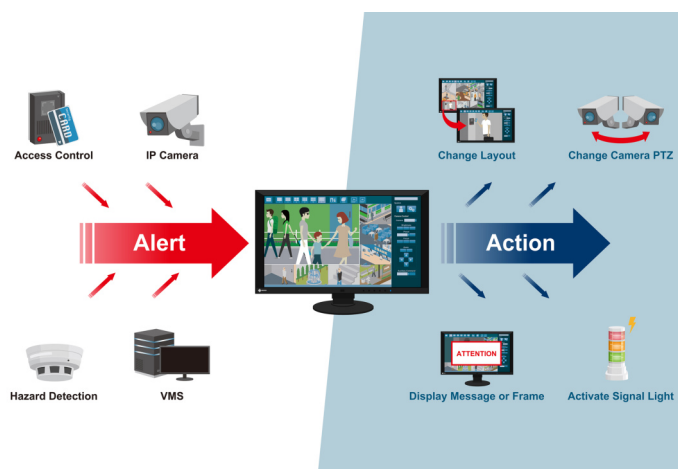 CARD
Access Control
IP Camera
Change Layout
Change Camera PTZ
Alert
Action
ATTENTION
Hazard Detection
VMS
Display Message or Frame
Activate Signal Light